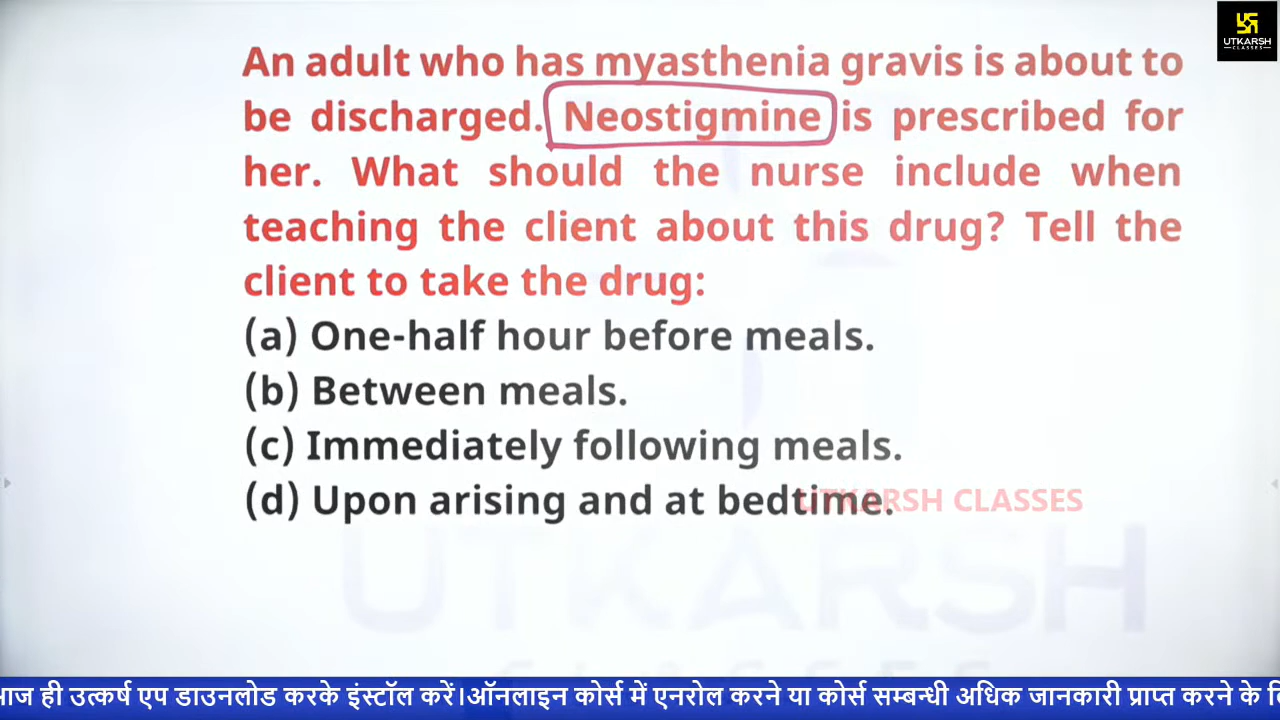 UTKARSH
CLASSES
An adult who has myasthenia gravis is about to
be discharged. Neostigmine is prescribed for
her. What should the nurse include when
teaching the client about this drug? Tell the
client to take the drug:
(a) One-half hour before meals.
(b) Between meals.
(c) Immediately following meals.
(d) Upon arising and at bedtime.
UTKARSH CLASSES
UTKARSH
CLASSES
आज ही उत्कर्ष एप डाउनलोड करके इंस्टॉल करें।ऑनलाइन कोर्स में एनरोल करने या कोर्स सम्बन्धी अधिक जानकारी प्राप्त करने के